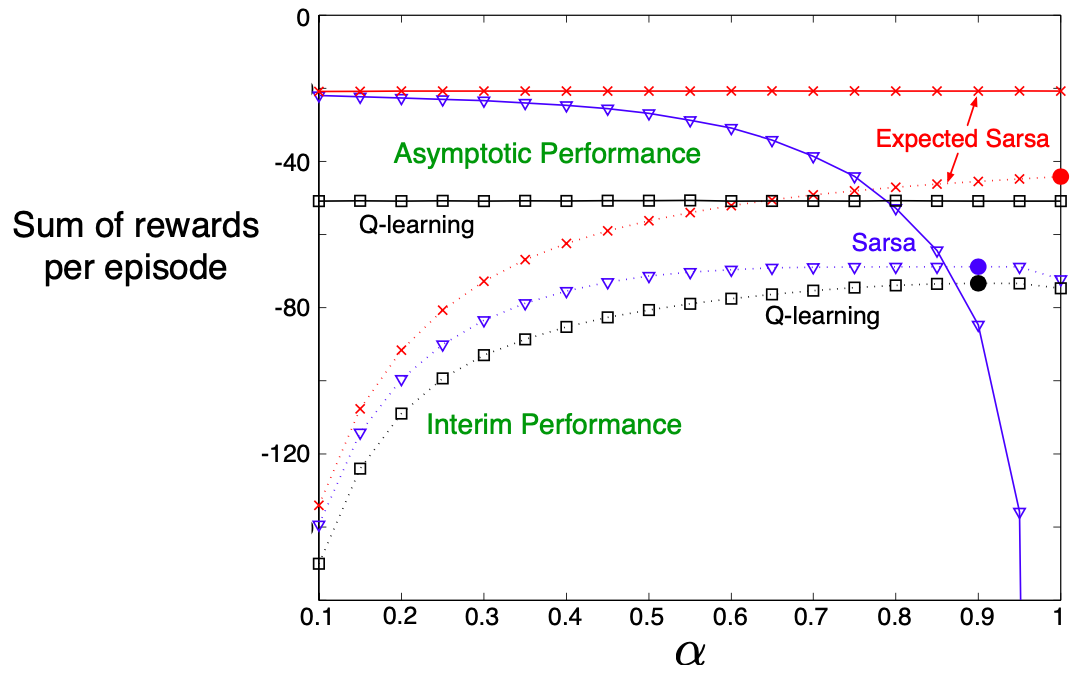 0
-40
-80
-120
Sum of rewards
per episode
Expected Sarsa
Asymptotic Performance
Q-learning
Sarsa
Q-learning
Interim Performance
0.1 0.2 0.3 0.4 0.5 0.6 0.7 0.8 0.9 1
α